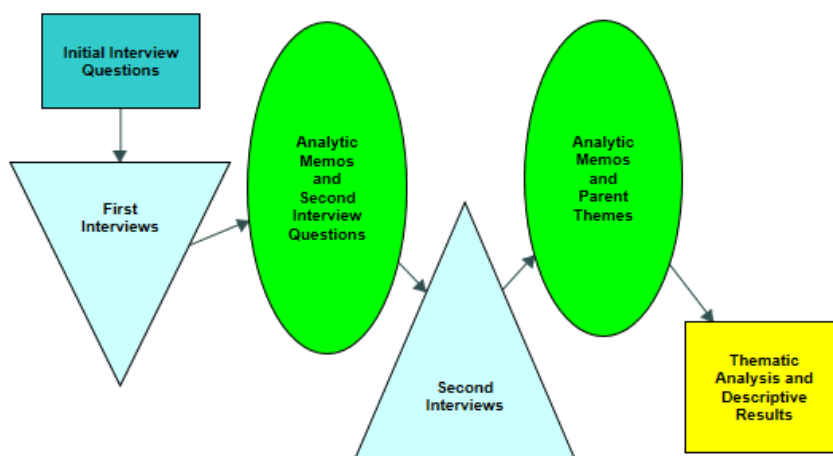 Initial Interview
Questions
First
Interviews
Analytic
Memos
and
Second
Interview
Questions
Second
Interviews
Analytic
Memos
and
Parent
Themes
Thematic
Analysis and
Descriptive
Results